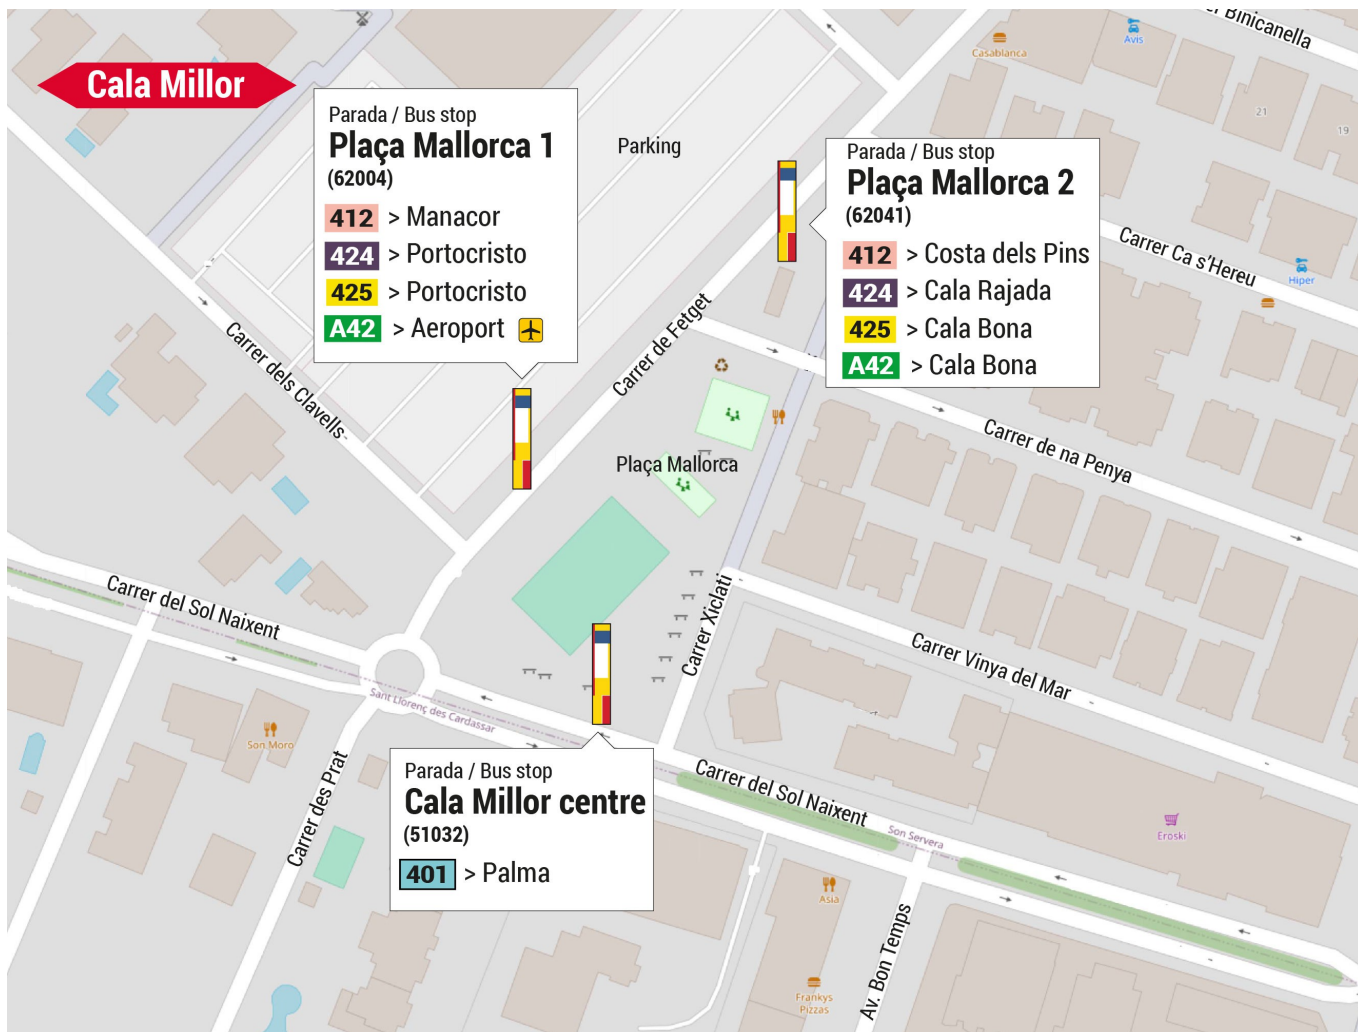 Cala Millor
Parada / Bus stop
Plaça Mallorca 1
(62004)
412 > Manacor
424 > Portocristo
425 > Portocristo
A42 > Aeroport
Parada / Bus stop
Plaça Mallorca 2
(62041)
412 > Costa dels Pins
424 > Cala Rajada
425 > Cala Bona
A42 > Cala Bona
Parada / Bus stop
Cala Millor centre
(51032)
401 > Palma
Parking
Casablanca
Avis
Binicanella
21
19
Carrer Ca s'Hereu
Hiper
Carrer de Fetget
Carrer dels Clavells
Carrer de na Penya
Plaça Mallorca
Carrer del Sol Naixent
Carrer Xiclati
Carrer Vinya del Mar
Sant Llorenç des Cardassar
Son Moro
Carrer des Prat
Carrer del Sol Naixent
Son Servera
Eroski
Asia
Av. Bon Temps
Frankys
Pizzas